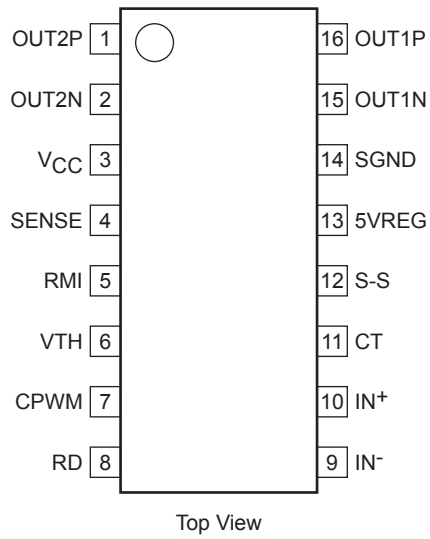 OUT2P 1 16 OUT1P
OUT2N 2 15 OUT1N
VCC 3 14 SGND
SENSE 4 13 5VREG
RMI 5 12 S-S
VTH 6 11 CT
CPWM 7 10 IN+
RD 8 9 IN-
Top View